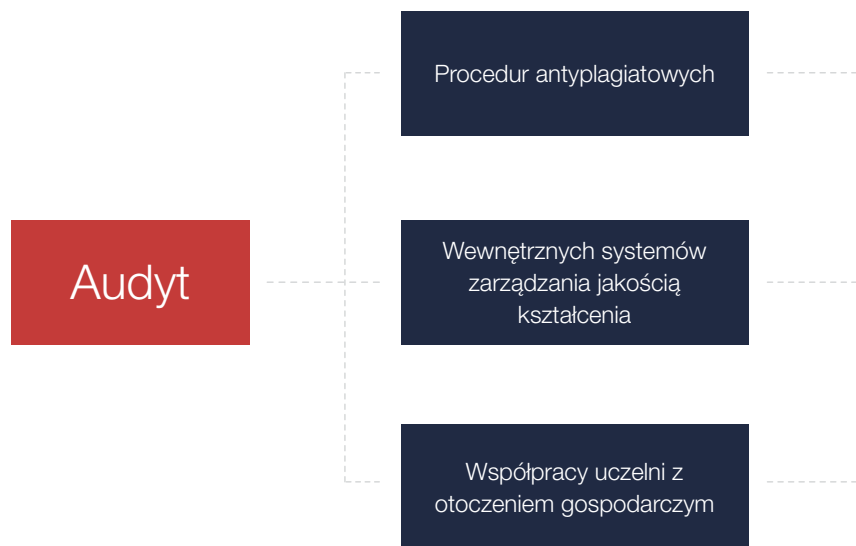 Procedur antyplagiatowych
Audyt
Wewnętrznych systemów
zarządzania jakością
kształcenia
Współpracy uczelni z
otoczeniem gospodarczym